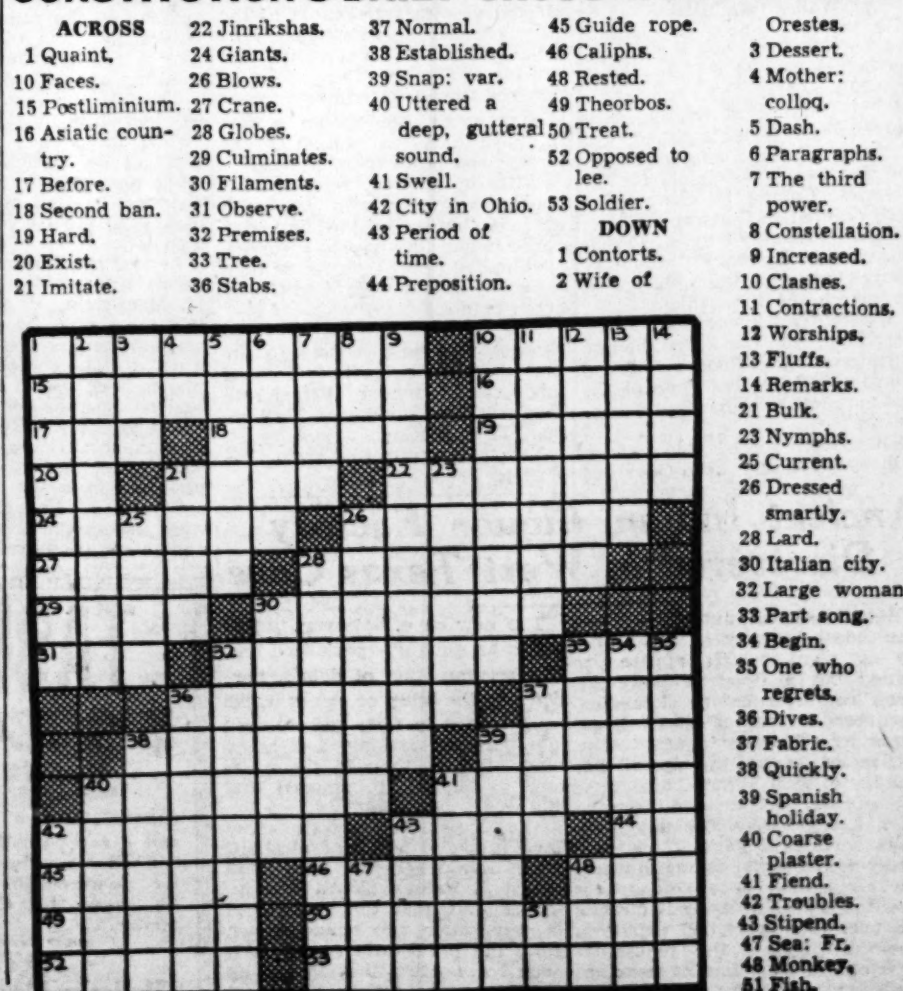 ACROSS
1 Quaint.
10 Faces.
15 Postliminium.
16 Asiatic coun-
try.
17 Before.
18 Second ban.
19 Hard.
20 Exist.
21 Imitate.
22 Jinrikshas.
24 Giants.
26 Blows.
27 Crane.
28 Globes.
29 Culminates.
30 Filaments.
31 Observe.
32 Premises.
33 Tree.
36 Stabs.
37 Normal.
38 Established.
39 Snap: var.
40 Uttered a
deep, gutteral
sound.
41 Swell.
42 City in Ohio.
43 Period of
time.
44 Preposition.
45 Guide rope.
46 Caliphs.
48 Rested.
49 Theorbos.
50 Treat.
52 Opposed to
lee.
53 Soldier.
DOWN
1 Contorts.
2 Wife of
Orestes.
3 Dessert.
4 Mother:
colloq.
5 Dash.
6 Paragraphs.
7 The third
power.
8 Constellation.
9 Increased.
10 Clashes.
11 Contractions.
12 Worships.
13 Fluffs.
14 Remarks.
21 Bulk.
23 Nymphs.
25 Current.
26 Dressed
smartly.
28 Lard.
30 Italian city.
32 Large woman
33 Part song.
34 Begin.
35 One who
regrets.
36 Dives.
37 Fabric.
38 Quickly.
39 Spanish
holiday.
40 Coarse
plaster.
41 Fiend.
42 Troubles.
43 Stipend.
47 Sea: Fr.
48 Monkey.
51 Fish.
1 2 3 4 5 6 7 8 9 10 11 12 13 14
15 16
17 18 19
20 21 22 23
24 25 26
27 28
29 30
31 32 33 34 35
36 37
38 39
40 41
42 43 44
45 46 47 48
49 50 51
52 53